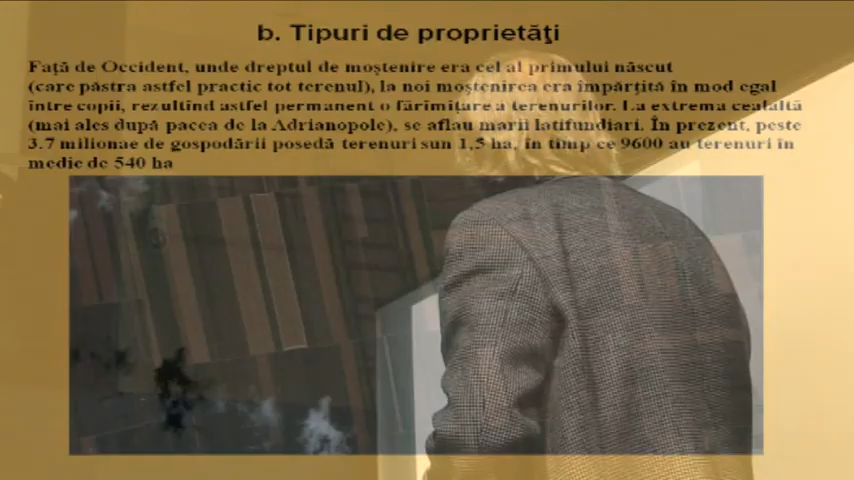 b. Tipuri de proprietăţi
Faţă de Occident, unde dreptul de moştenire era cel al primului născut
(care păstra astfel practic tot terenul), la noi moştenirea era împărţită în mod egal
între copii, rezultînd astfel permanent o fărîmiţare a terenurilor. La extrema cealaltă
(mai ales după pacea de la Adrianopole), se aflau marii latifundiari. În prezent, peste
3.7 milionae de gospodării posedă terenuri sun 1,5 ha, în timp ce 9600 au terenuri în
medie de 540 ha